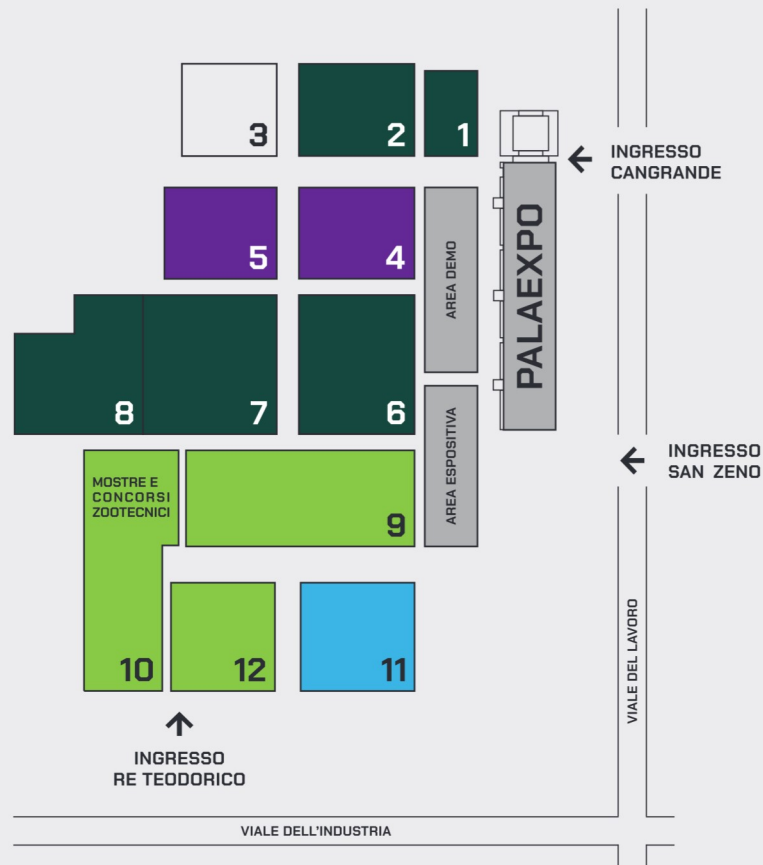 3
2
1
INGRESSO
CANGRANDE
5
4
AREA DEMO
PALAEXPO
8
7
6
INGRESSO
SAN ZENO
MOSTRE E
CONCORSI
ZOOTECNICI
9
AREA ESPOSITIVA
10
12
11
VIALE DEL LAVORO
INGRESSO
RE TEODORICO
VIALE DELL'INDUSTRIA